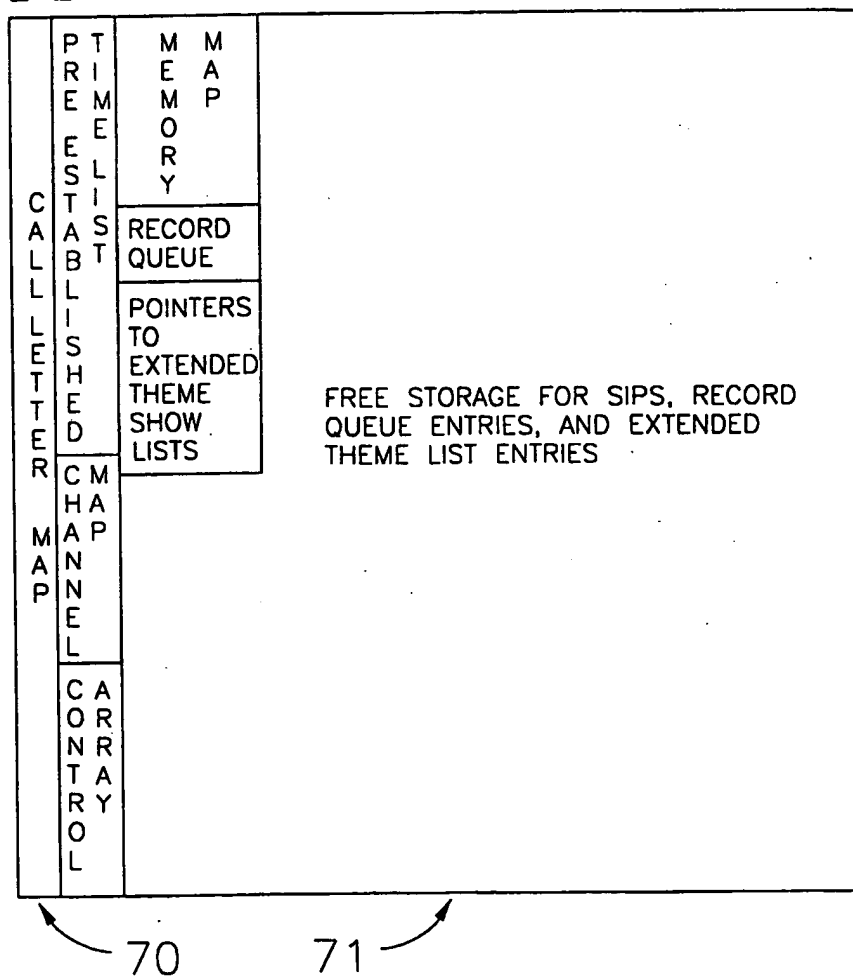 CALL LETTER MAP
PRE ESTABLISHED
TIME LIST
CHANNEL
MAP
CONTROL
ARRAY
MEMORY
MAP
RECORD
QUEUE
POINTERS
TO
EXTENDED
THEME
SHOW
LISTS
FREE STORAGE FOR SIPS, RECORD
QUEUE ENTRIES, AND EXTENDED
THEME LIST ENTRIES
70
71